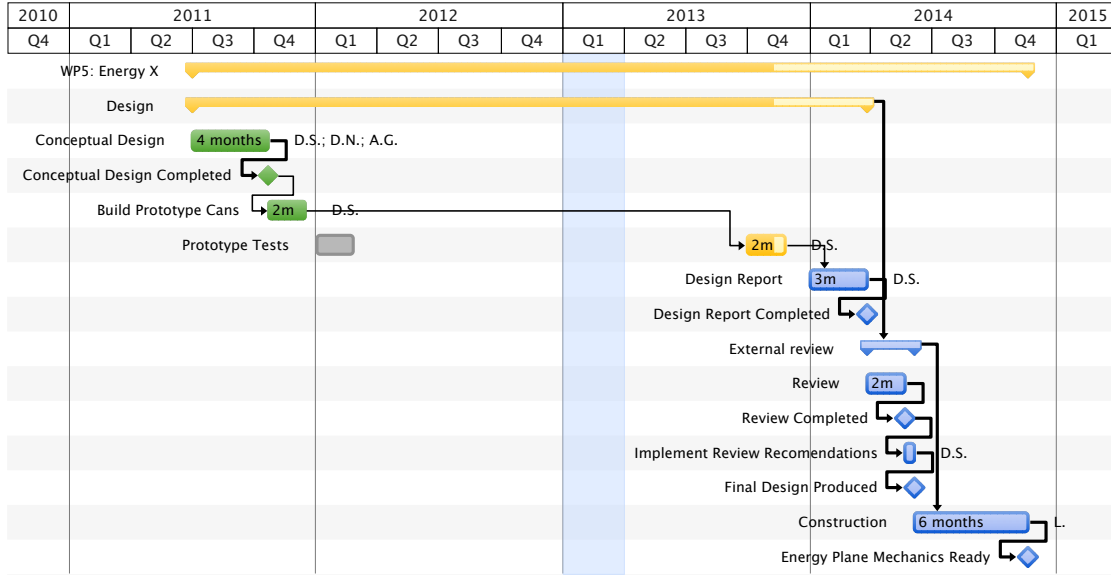 2010 2011 2012 2013 2014 2015
Q4 Q1 Q2 Q3 Q4 Q1 Q2 Q3 Q4 Q1 Q2 Q3 Q4 Q1 Q2 Q3 Q4 Q1
WP5: Energy X
Design
Conceptual Design 4 months D.S.; D.N.; A.G.
Conceptual Design Completed
Build Prototype Cans 2m D.S.
Prototype Tests 2m D.S.
Design Report 3m D.S.
Design Report Completed
External review
Review 2m
Review Completed
Implement Review Recomendations D.S.
Final Design Produced
Construction 6 months L.
Energy Plane Mechanics Ready